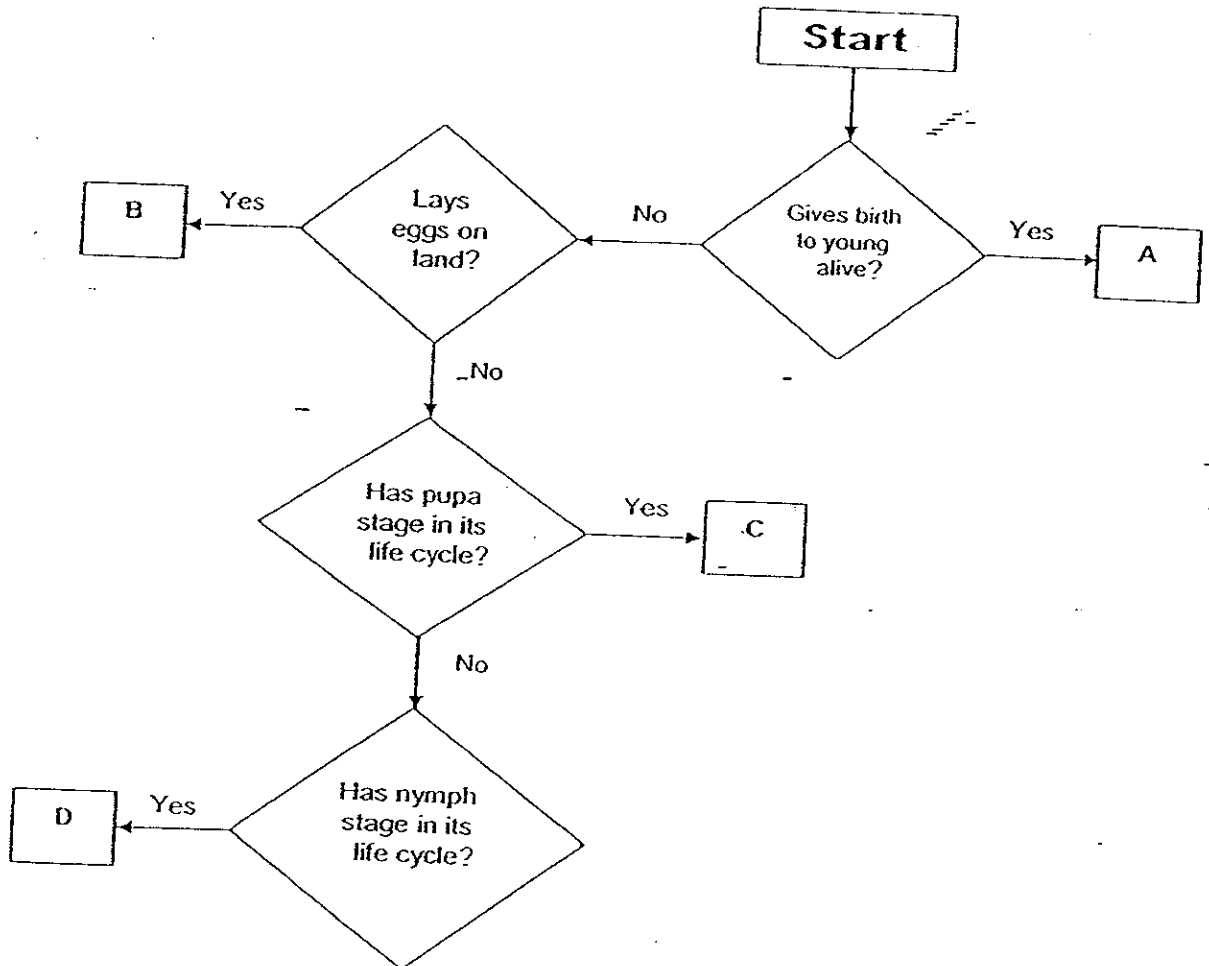 Start
Gives birth
to young
alive?
Yes
A
No
Lays
eggs on
land?
Yes
B
No
Has pupa
stage in its
life cycle?
Yes
C
No
Has nymph
stage in its
life cycle?
Yes
D